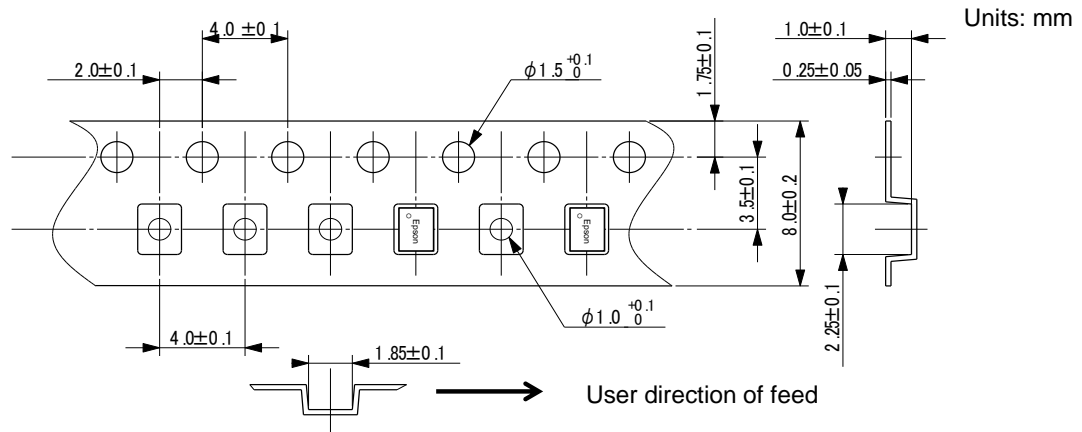 Units: mm
4.0 ±0.1
1.0±0.1
2.0±0.1
φ1.5 +0.1 0
1.75±0.1
0.25±0.05
3.5±0.1
8.0±0.2
Epson
Epson
2.25±0.1
φ1.0 +0.1 0
4.0±0.1
1.85±0.1
User direction of feed